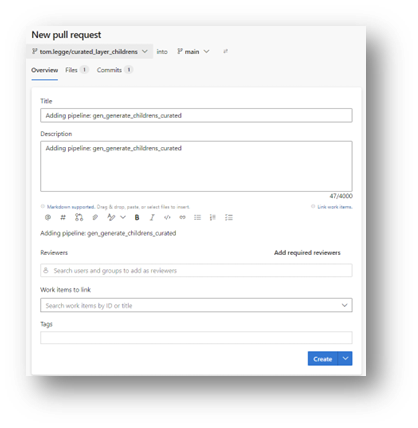 New pull request
tom.legge/curated_layer_childrens into main
Overview Files 1 Commits 1
Title
Adding pipeline: gen_generate_childrens_curated
Description
Adding pipeline: gen_generate_childrens_curated
47/4000
Markdown supported. Drag & drop, paste, or select files to insert. Link work items.
@ # B I
Adding pipeline: gen_generate_childrens_curated
Reviewers Add required reviewers
Search users and groups to add as reviewers
Work items to link
Search work items by ID or title
Tags
Create